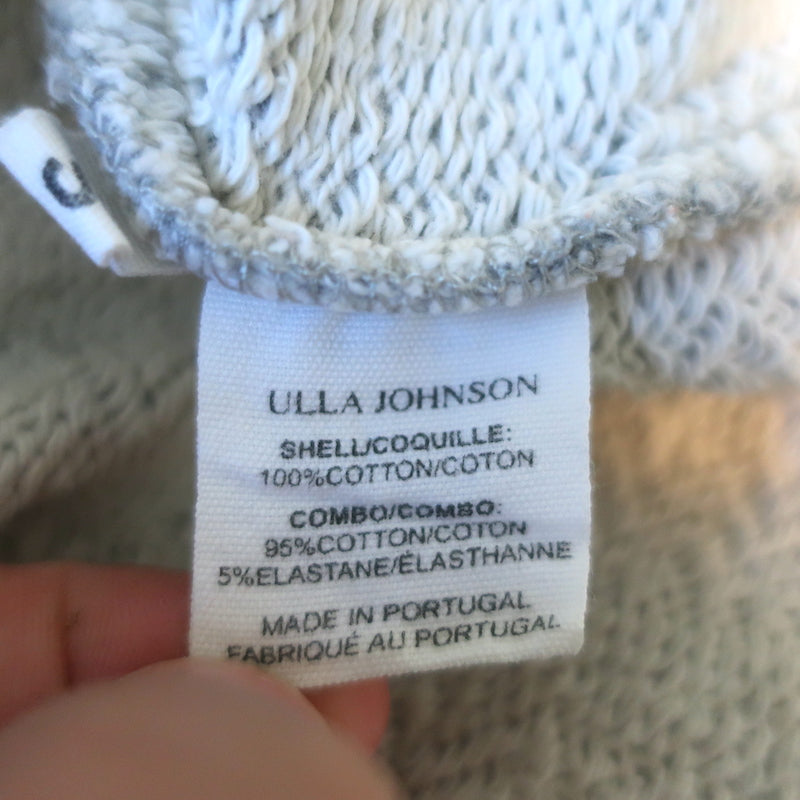 ULLA JOHNSON
SHELL/COQUILLE:
100%COTTON/COTON
COMBO/COMBO:
95%COTTON/COTON
5%ELASTANE/ÉLASTHANNE
MADE IN PORTUGAL
FABRIQUÉ AU PORTUGAL